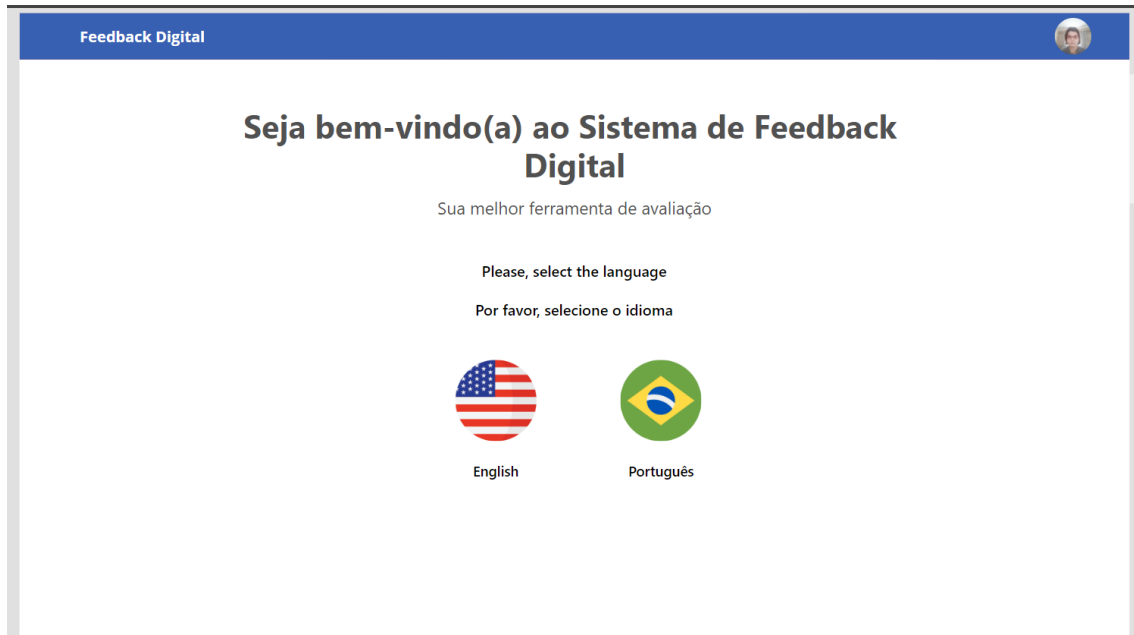 Feedback Digital
Seja bem-vindo(a) ao Sistema de Feedback
Digital
Sua melhor ferramenta de avaliação
Please, select the language
Por favor, selecione o idioma
English
Português